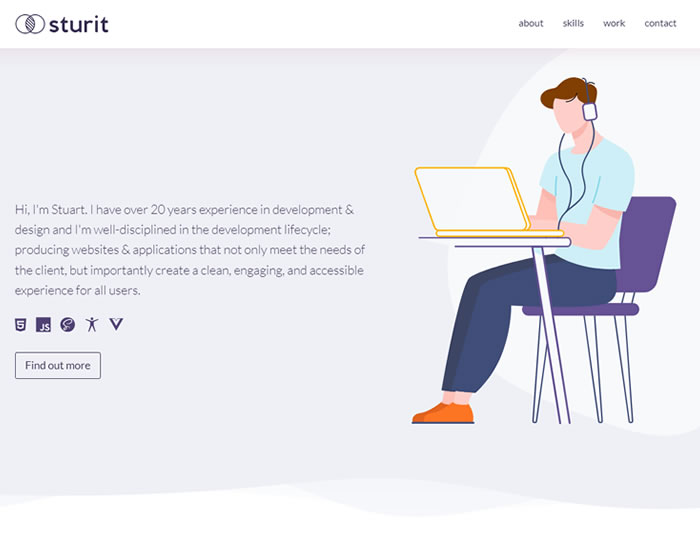 sturit
about skills work contact
Hi, I'm Stuart. I have over 20 years experience in development &
design and I'm well-disciplined in the development lifecycle;
producing websites & applications that not only meet the needs of
the client, but importantly create a clean, engaging, and accessible
experience for all users.
5 JS
Find out more